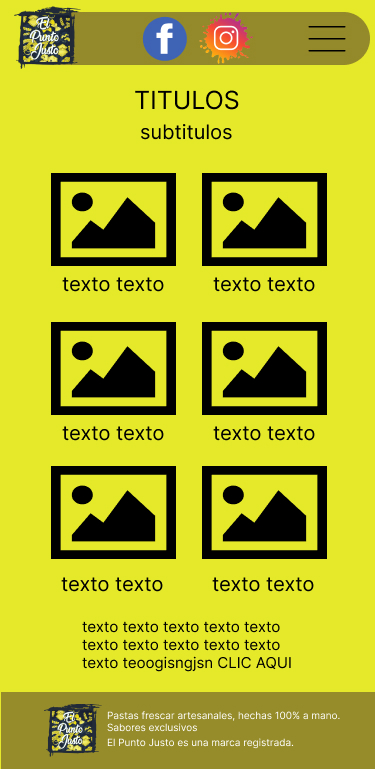 El
Punto
Justo
TITULOS
subtitulos
texto texto texto texto
texto texto texto texto
texto texto texto texto
texto texto texto texto texto
texto texto texto texto texto
texto teoogisngjsn CLIC AQUI
El
Punto
Justo
Pastas frescar artesanales, hechas 100% a mano.
Sabores exclusivos
El Punto Justo es una marca registrada.